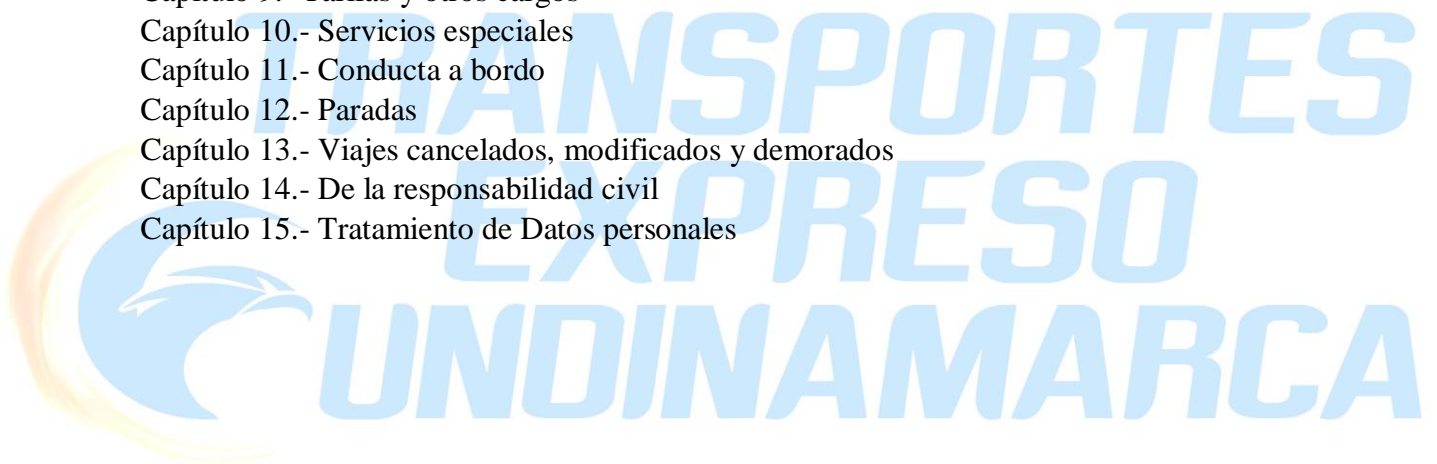 Capítulo 10.- Servicios especiales
Capítulo 11.- Conducta a bordo
Capítulo 12.- Paradas
Capítulo 13.- Viajes cancelados, modificados y demorados
Capítulo 14.- De la responsabilidad civil
Capítulo 15.- Tratamiento de Datos personales
TRANSPORTES
EXPRESO
CUNDINAMARCA